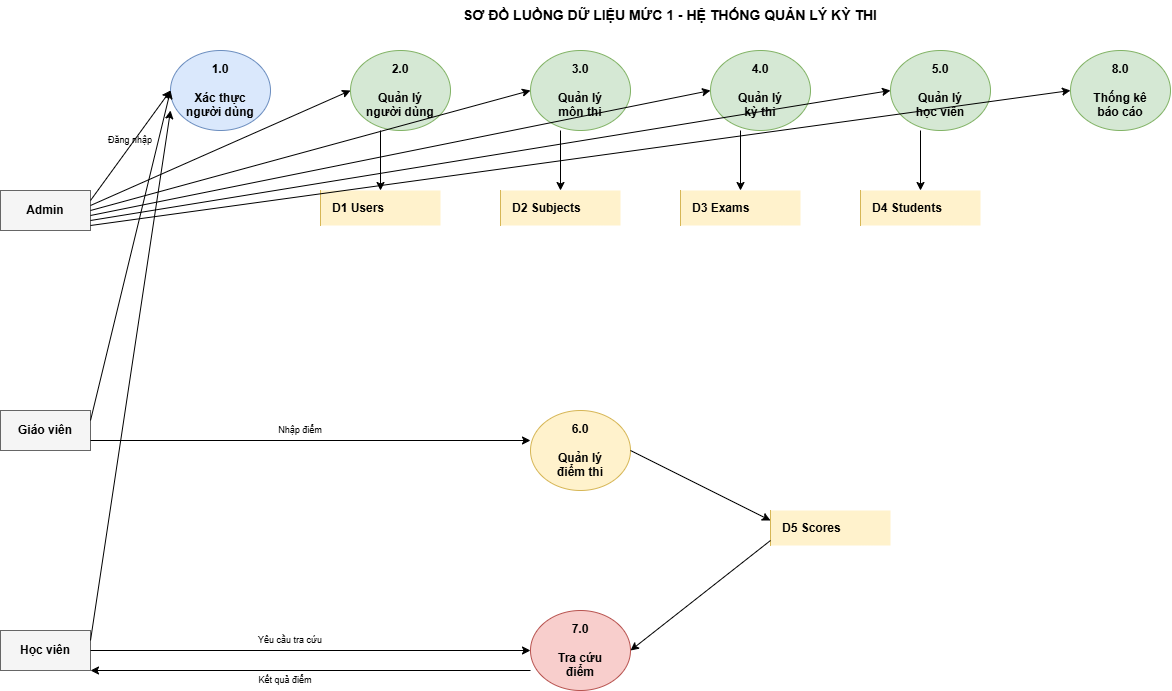 SƠ ĐỒ LUỒNG DỮ LIỆU MỨC 1 - HỆ THỐNG QUẢN LÝ KỲ THI
1.0
Xác thực
người dùng
2.0
Quản lý
người dùng
3.0
Quản lý
môn thi
4.0
Quản lý
kỳ thi
5.0
Quản lý
học viên
8.0
Thống kê
báo cáo
Đăng nhập
Admin
D1 Users
D2 Subjects
D3 Exams
D4 Students
Giáo viên
Nhập điểm
6.0
Quản lý
điểm thi
D5 Scores
Học viên
Yêu cầu tra cứu
Kết quả điểm
7.0
Tra cứu
điểm